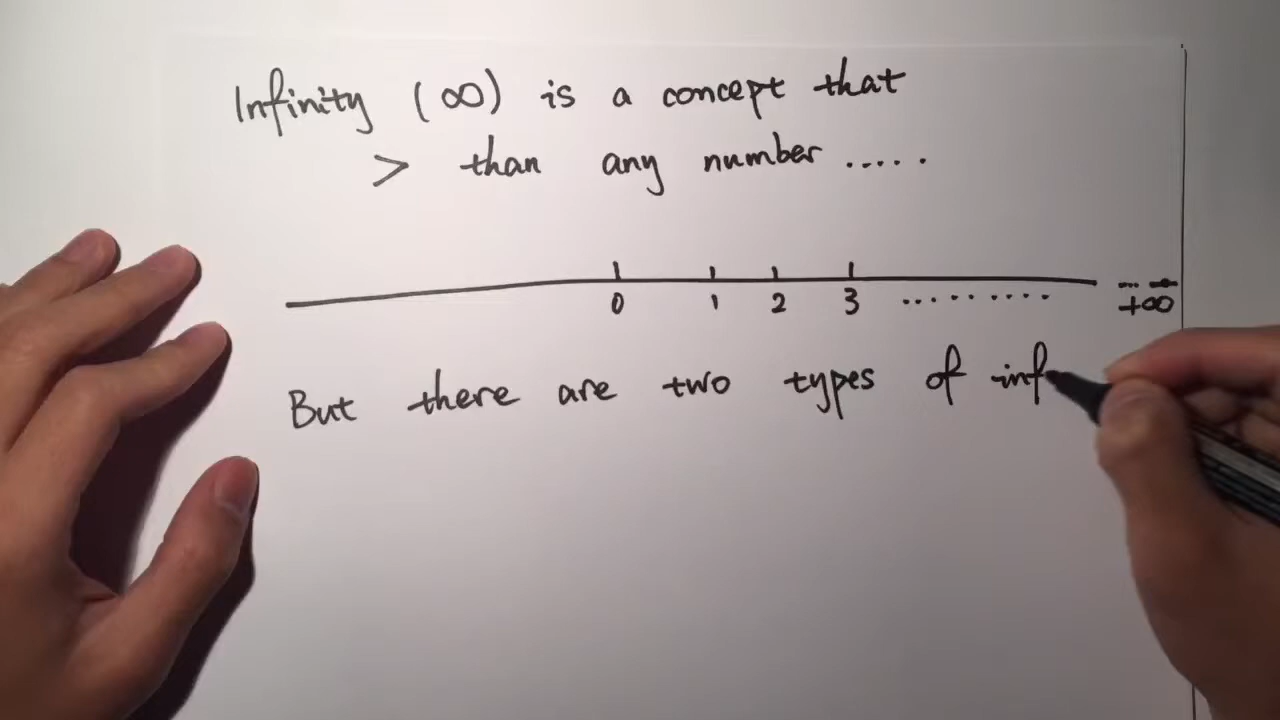 Infinity (∞) is a concept that
> than any number .....
0 1 2 3 ......... +∞
But there are two types of inf